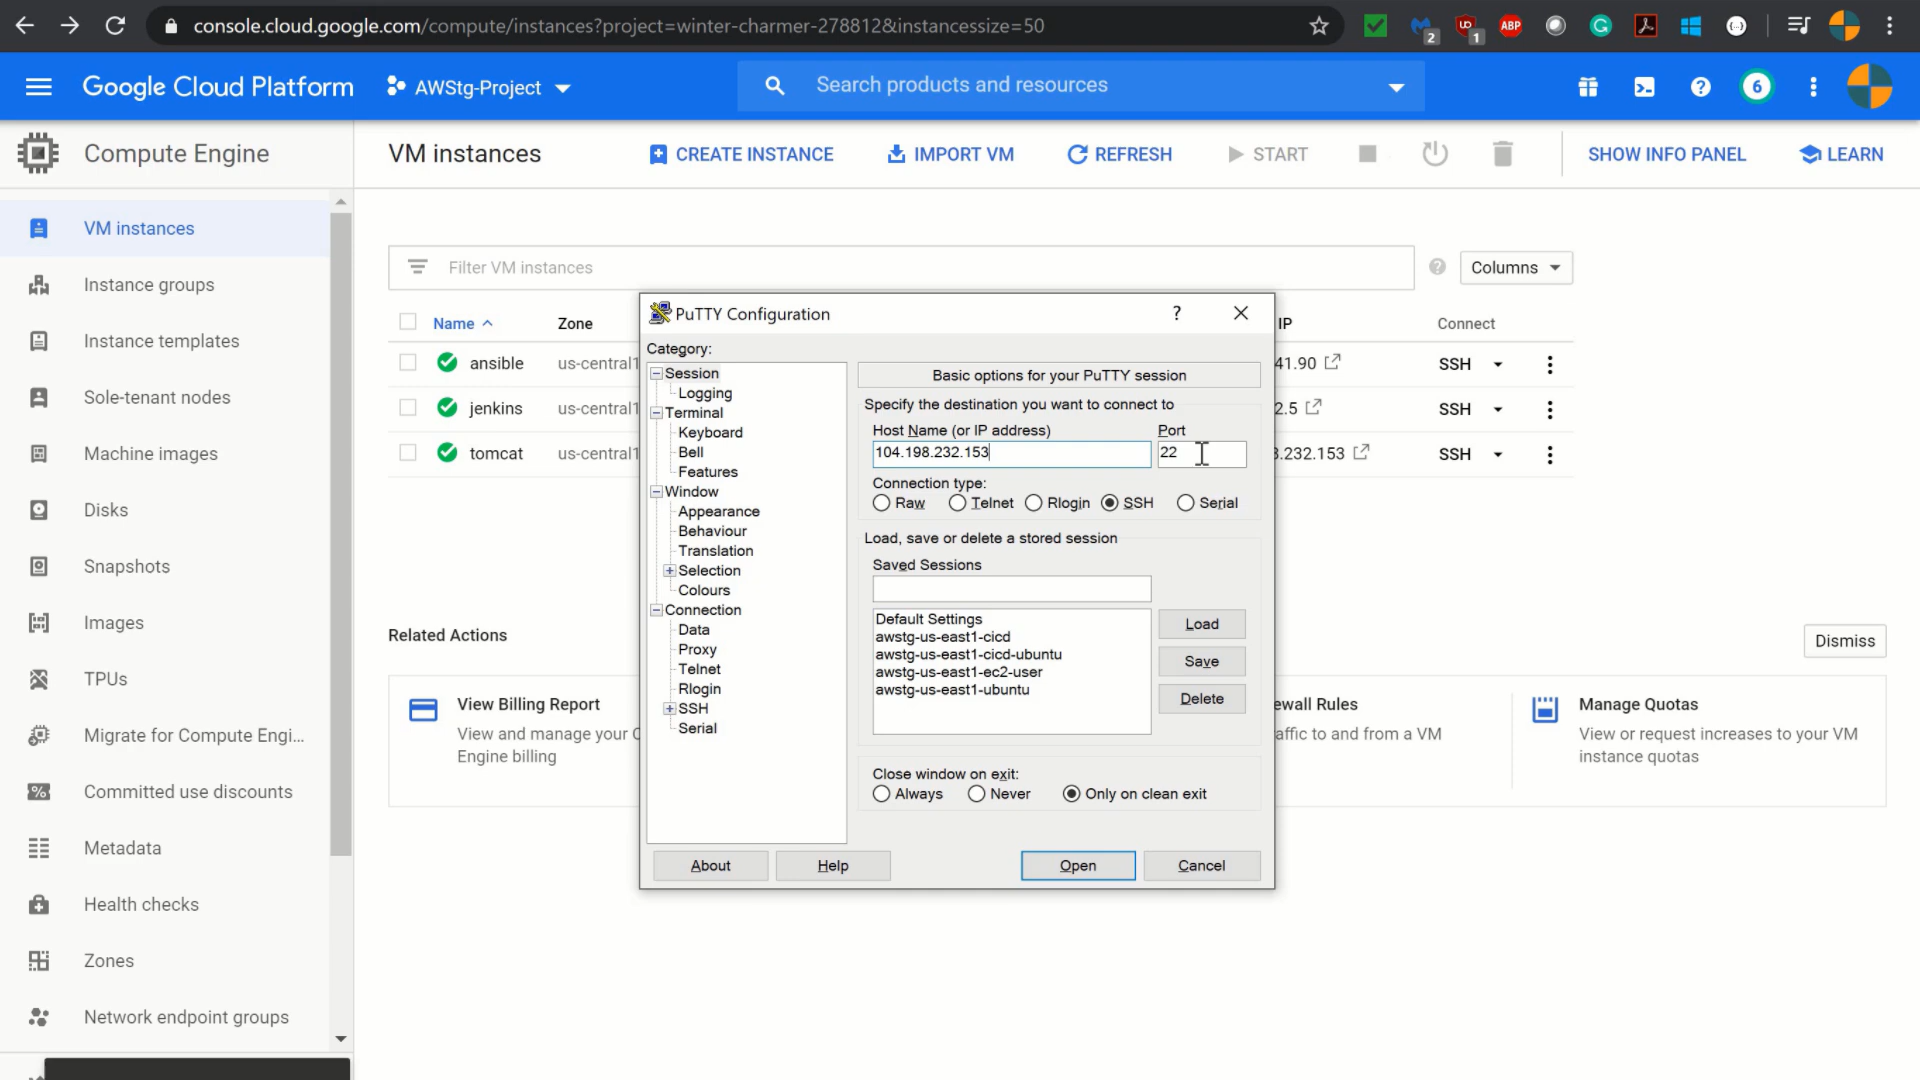 console.cloud.google.com/compute/instances?project=winter-charmer-278812&instancessize=50
2
1
ABP
Google Cloud Platform
AWStg-Project
Search products and resources
6
Compute Engine
VM instances
CREATE INSTANCE
IMPORT VM
REFRESH
START
SHOW INFO PANEL
LEARN
VM instances
Instance groups
Instance templates
Sole-tenant nodes
Machine images
Disks
Snapshots
Images
TPUs
Migrate for Compute Engi...
Committed use discounts
Metadata
Health checks
Zones
Network endpoint groups
Filter VM instances
Columns
Name
Zone
IP
Connect
ansible
us-central1
41.90
SSH
jenkins
us-central1
2.5
SSH
tomcat
us-central1
.232.153
SSH
Related Actions
Dismiss
View Billing Report
View and manage your
Engine billing
ewall Rules
affic to and from a VM
Manage Quotas
View or request increases to your VM
instance quotas
PuTTY Configuration
?
Category:
Session
Logging
Terminal
Keyboard
Bell
Features
Window
Appearance
Behaviour
Translation
Selection
Colours
Connection
Data
Proxy
Telnet
Rlogin
SSH
Serial
Basic options for your PuTTY session
Specify the destination you want to connect to
Host Name (or IP address)
Port
104.198.232.153
22
Connection type:
Raw
Telnet
Rlogin
SSH
Serial
Load, save or delete a stored session
Saved Sessions
Default Settings
awstg-us-east1-cicd
awstg-us-east1-cicd-ubuntu
awstg-us-east1-ec2-user
awstg-us-east1-ubuntu
Load
Save
Delete
Close window on exit:
Always
Never
Only on clean exit
About
Help
Open
Cancel